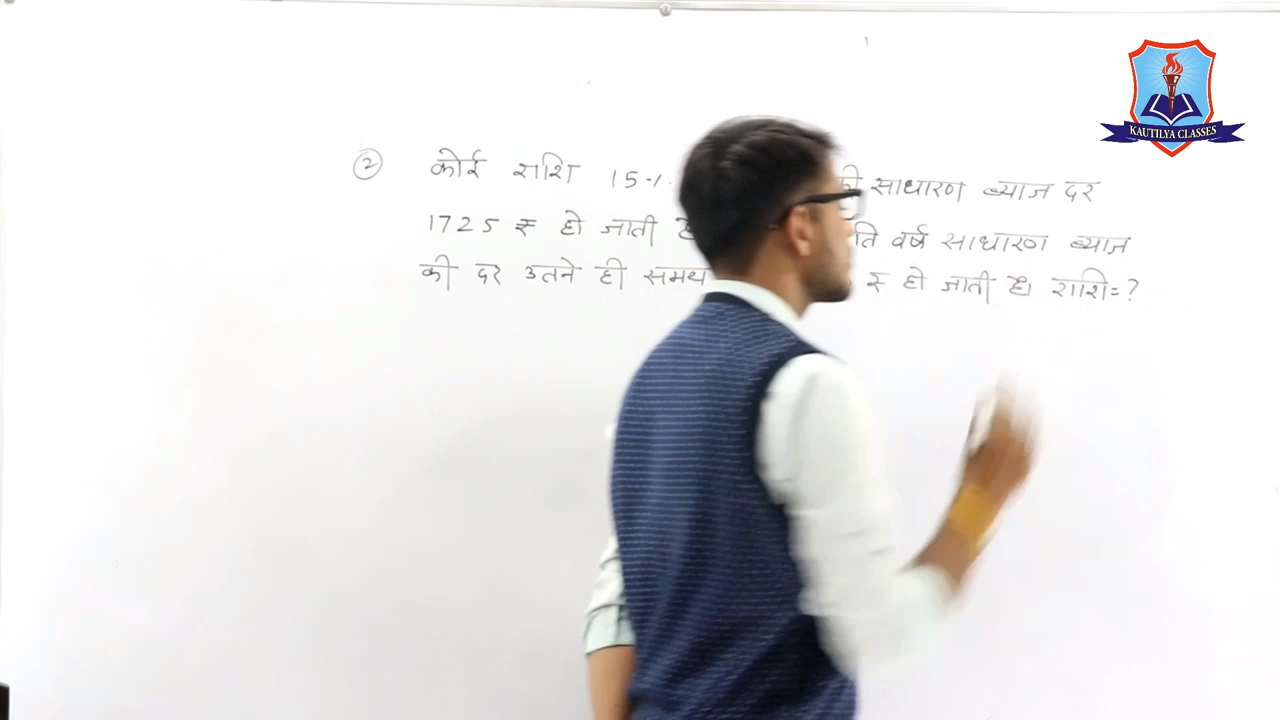 KAUTILYA CLASSES
② कोई राशि 15-/. की साधारण ब्याज दर
1725 ₹ हो जाती वर्ष साधारण ब्याज
की दर उतने ही समय ₹ हो जाती है। राशि=?